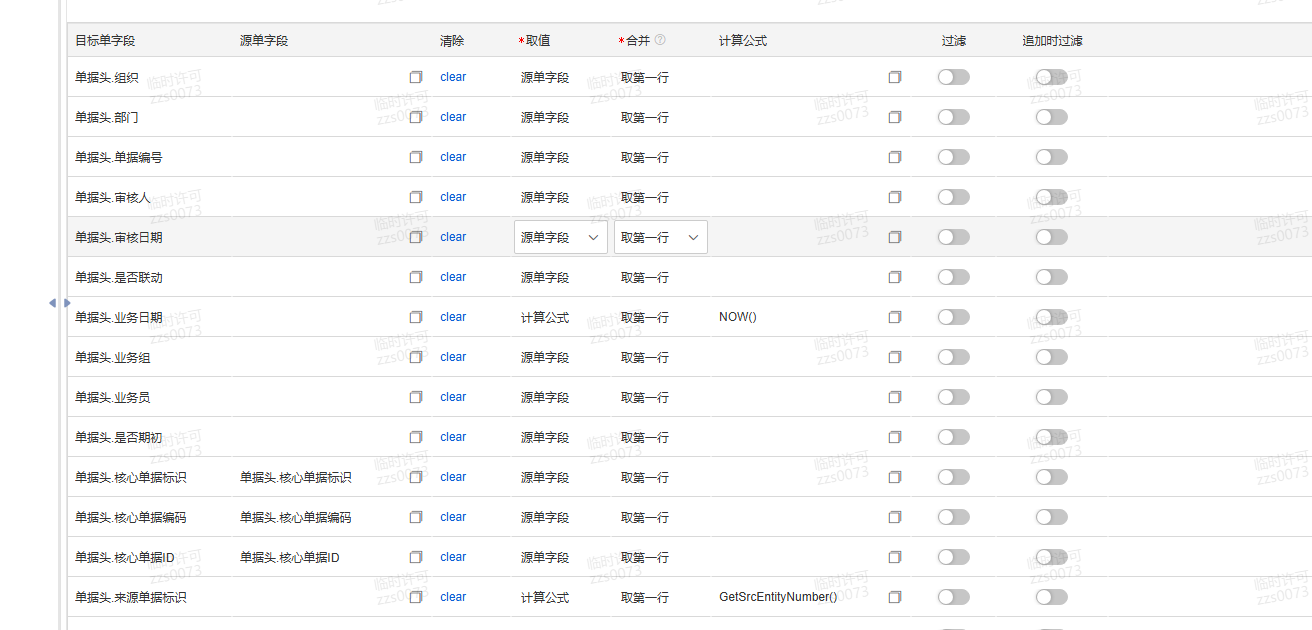 目标单字段 源单字段 清除 *取值 *合并 计算公式 过滤 追加时过滤
单据头.组织 clear 源单字段 取第一行
单据头.部门 clear 源单字段 取第一行
单据头.单据编号 clear 源单字段 取第一行
单据头.审核人 clear 源单字段 取第一行
单据头.审核日期 clear 源单字段 取第一行
单据头.是否联动 clear 源单字段 取第一行
单据头.业务日期 clear 计算公式 取第一行 NOW()
单据头.业务组 clear 源单字段 取第一行
单据头.业务员 clear 源单字段 取第一行
单据头.是否期初 clear 源单字段 取第一行
单据头.核心单据标识 单据头.核心单据标识 clear 源单字段 取第一行
单据头.核心单据编码 单据头.核心单据编码 clear 源单字段 取第一行
单据头.核心单据ID 单据头.核心单据ID clear 源单字段 取第一行
单据头.来源单据标识 clear 计算公式 取第一行 GetSrcEntityNumber()
临时许可
zzs0073